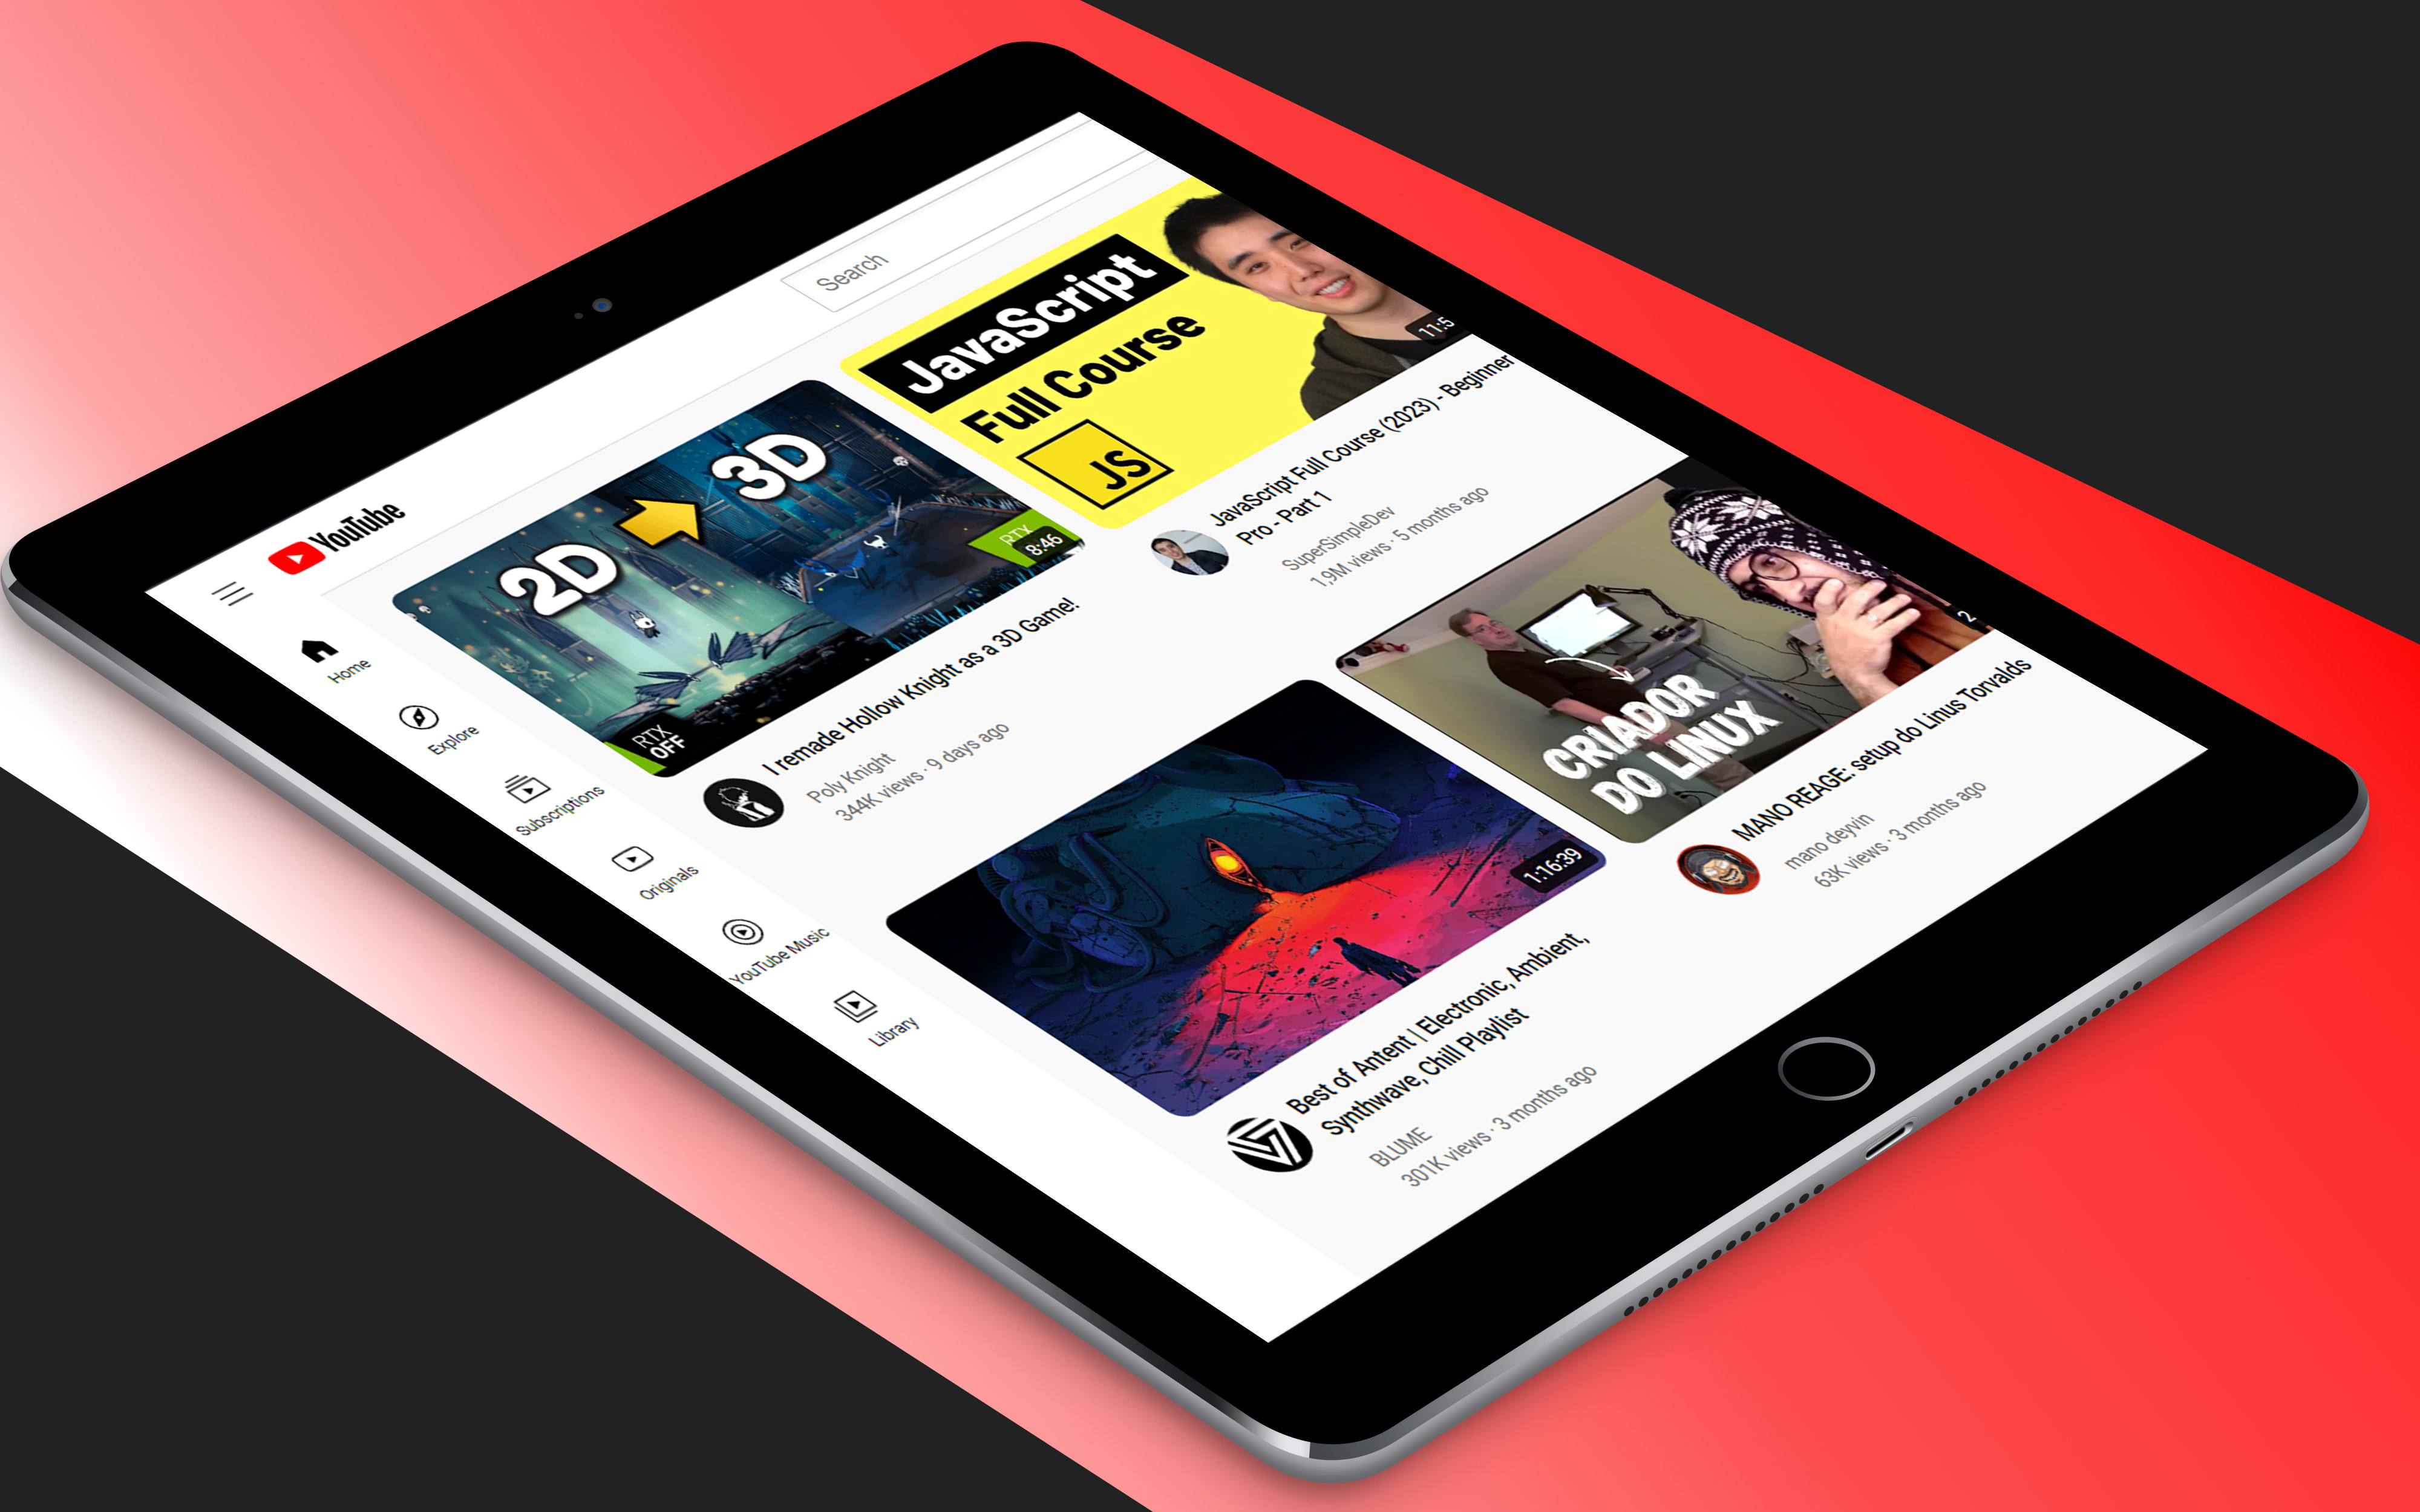 YouTube
Search
Home
Explore
Subscriptions
Originals
YouTube Music
Library
2D
3D
RTX
OFF
RTX
8:46
I remade Hollow Knight as a 3D Game!
Poly Knight
344K views · 9 days ago
JavaScript
Full Course
JS
11:5
JavaScript Full Course (2023) - Beginner
Pro - Part 1
SuperSimpleDev
1,9M views · 5 months ago
1:16:39
Best of Antent | Electronic, Ambient,
Synthwave, Chill Playlist
BLUME
301K views · 3 months ago
CRIADOR
DO LINUX
2
MANO REAGE: setup do Linus Torvalds
mano deyvin
63K views · 3 months ago